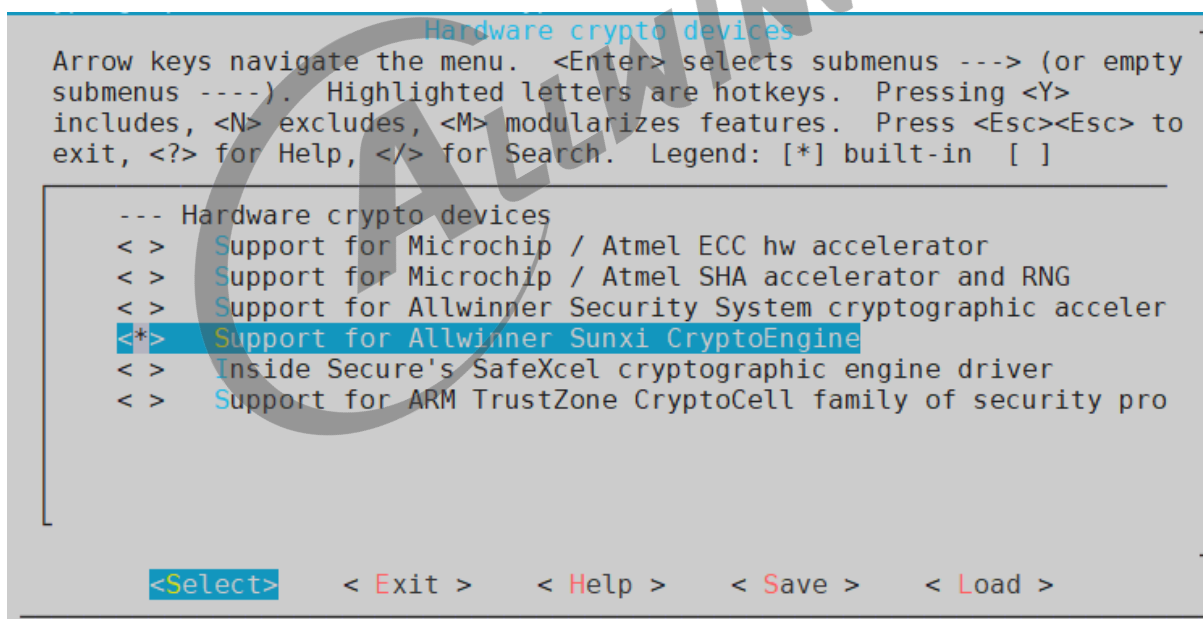 Hardware crypto devices
Arrow keys navigate the menu.  <Enter> selects submenus ---> (or empty
submenus ----).  Highlighted letters are hotkeys.  Pressing <Y>
includes, <N> excludes, <M> modularizes features.  Press <Esc><Esc> to
exit, <?> for Help, </> for Search.  Legend: [*] built-in  [ ]
--- Hardware crypto devices
< >   Support for Microchip / Atmel ECC hw accelerator
< >   Support for Microchip / Atmel SHA accelerator and RNG
< >   Support for Allwinner Security System cryptographic acceler
<*>   Support for Allwinner Sunxi CryptoEngine
< >   Inside Secure's SafeXcel cryptographic engine driver
< >   Support for ARM TrustZone CryptoCell family of security pro
<Select>    < Exit >    < Help >    < Save >    < Load >
ALLWIN